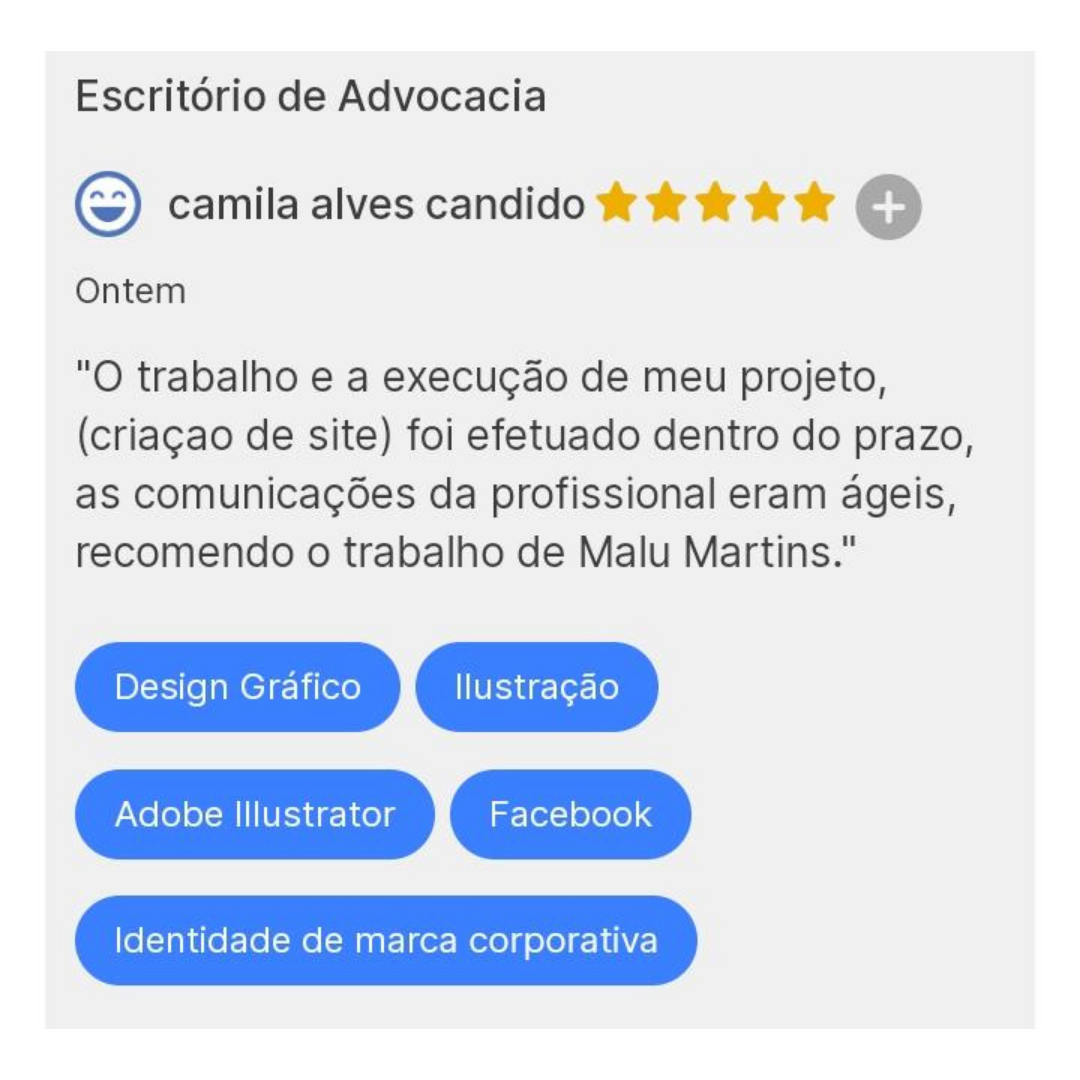 Escritório de Advocacia
camila alves candido
Ontem
"O trabalho e a execução de meu projeto,
(criaçao de site) foi efetuado dentro do prazo,
as comunicações da profissional eram ágeis,
recomendo o trabalho de Malu Martins."
Design Gráfico Ilustração
Adobe Illustrator Facebook
Identidade de marca corporativa